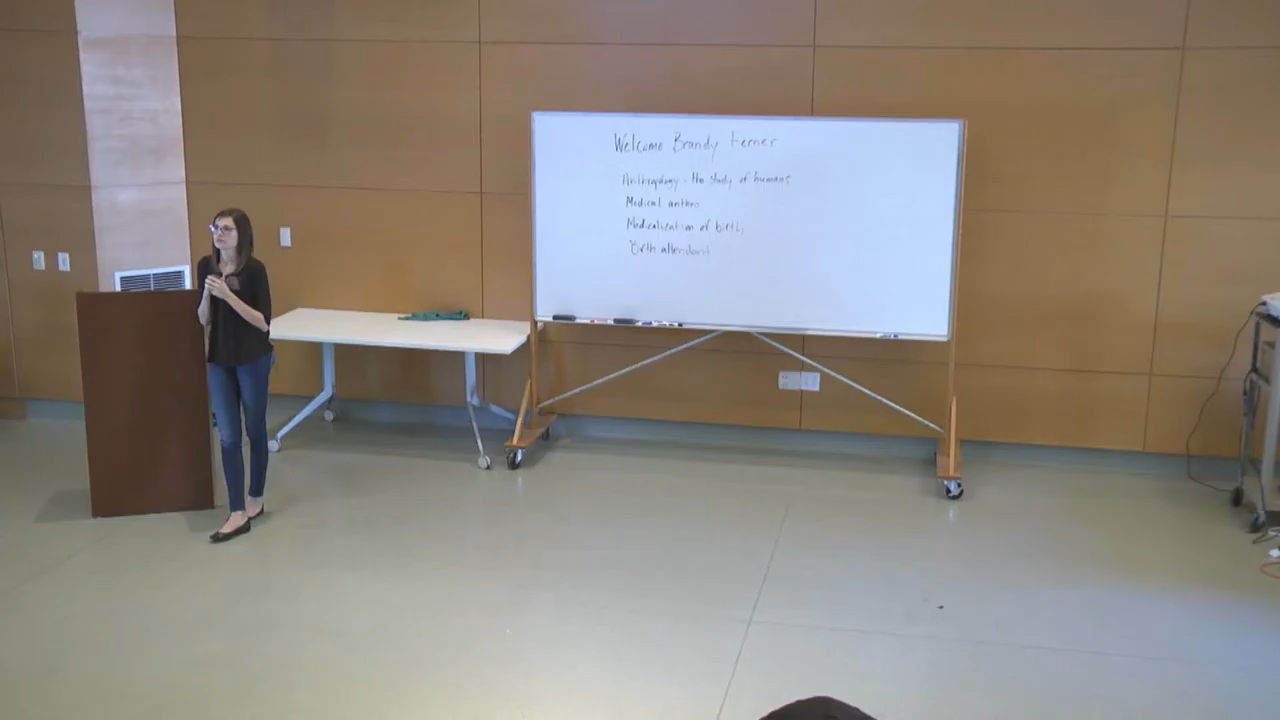 Welcome Brandy Ferner
Anthropology - the study of humans
Medical anthro
Medicalization of birth
Birth attendant